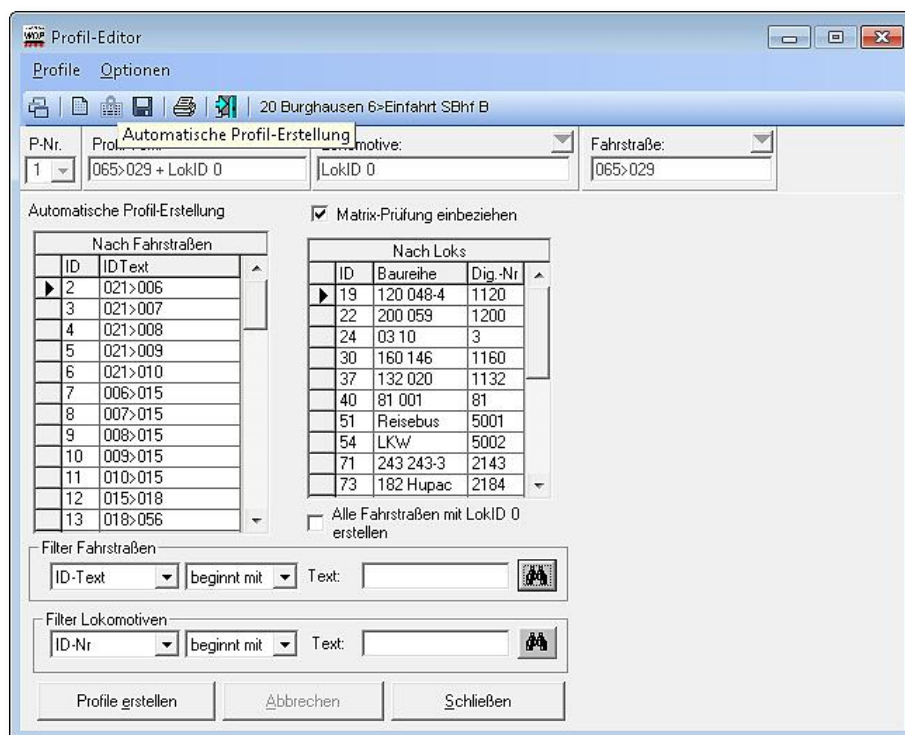 Profil-Editor
Profile Optionen
20 Burghausen 6>Einfahrt SBhf B
Automatische Profil-Erstellung
P-Nr. Fahrstraße:
1 065>029 + LokID 0 LokID 0 065>029
Automatische Profil-Erstellung Matrix-Prüfung einbeziehen
Nach Fahrstraßen
ID IDText
2 021>006
3 021>007
4 021>008
5 021>009
6 021>010
7 006>015
8 007>015
9 008>015
10 009>015
11 010>015
12 015>018
13 018>056
Nach Loks
ID Baureihe Dig.-Nr
19 120 048-4 1120
22 200 059 1200
24 03 10 3
30 160 146 1160
37 132 020 1132
40 81 001 81
51 Reisebus 5001
54 LKW 5002
71 243 243-3 2143
73 182 Hupac 2184
Alle Fahrstraßen mit LokID 0
erstellen
Filter Fahrstraßen
ID-Text beginnt mit Text:
Filter Lokomotiven
ID-Nr beginnt mit Text:
Profile erstellen Abbrechen Schließen